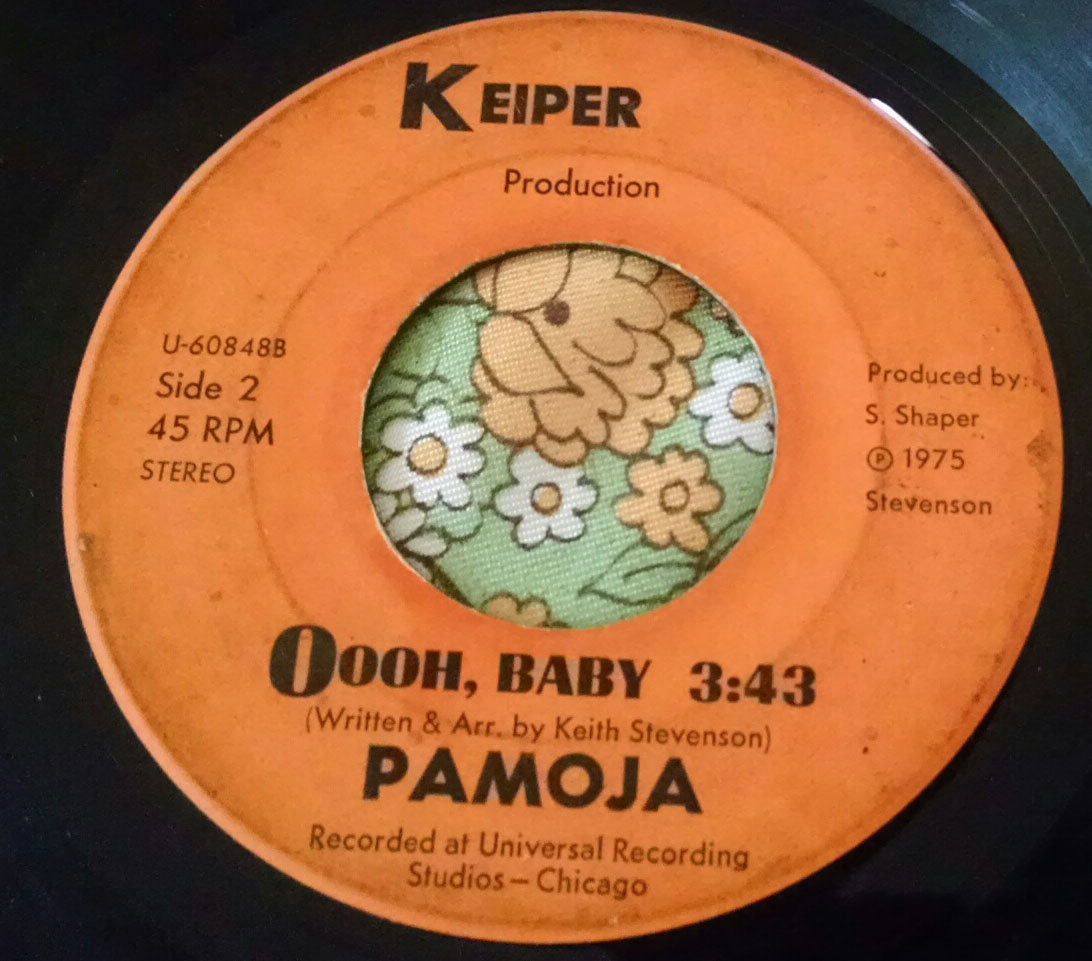 KEIPER
Production
U-60848B
Side 2
45 RPM
STEREO
Produced by:
S. Shaper
℗ 1975
Stevenson
OOOOH, BABY 3:43
(Written & Arr. by Keith Stevenson)
PAMOJA
Recorded at Universal Recording
Studios – Chicago